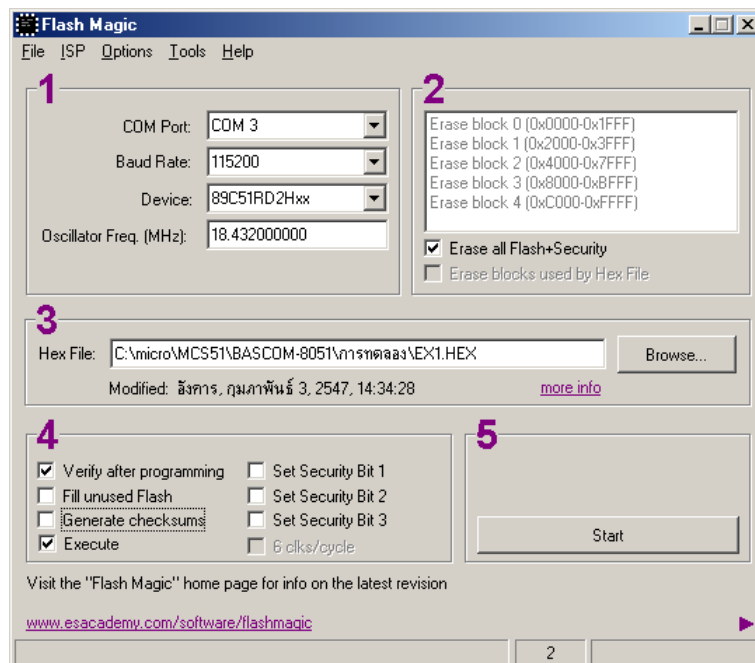 Flash Magic
File ISP Options Tools Help
1
COM Port: COM 3
Baud Rate: 115200
Device: 89C51RD2Hxx
Oscillator Freq. (MHz): 18.432000000
2
Erase block 0 (0x0000-0x1FFF)
Erase block 1 (0x2000-0x3FFF)
Erase block 2 (0x4000-0x7FFF)
Erase block 3 (0x8000-0xBFFF)
Erase block 4 (0xC000-0xFFFF)
Erase all Flash+Security
Erase blocks used by Hex File
3
Hex File: C:\micro\MCS51\BASCOM-8051\การทดลอง\EX1.HEX Browse...
Modified: อังคาร, กุมภาพันธ์ 3, 2547, 14:34:28 more info
4
Verify after programming Set Security Bit 1
Fill unused Flash Set Security Bit 2
Generate checksums Set Security Bit 3
Execute 6 clks/cycle
5
Start
Visit the "Flash Magic" home page for info on the latest revision
www.esacademy.com/software/flashmagic
2